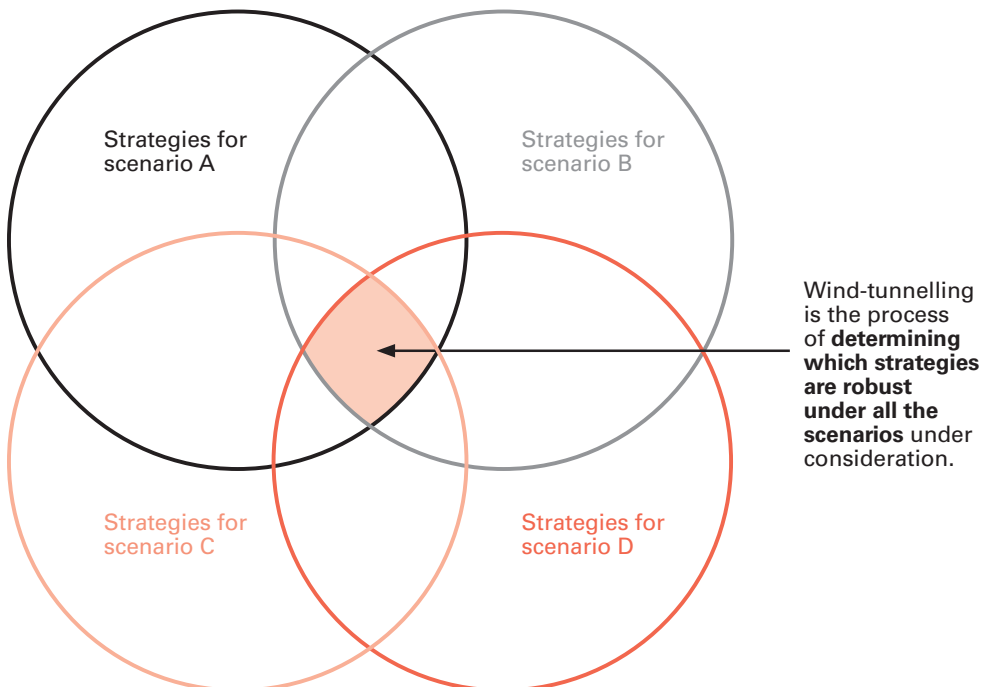 Strategies for
scenario A
Strategies for
scenario B
Wind-tunnelling
is the process
of determining
which strategies
are robust
under all the
scenarios under
consideration.
Strategies for
scenario C
Strategies for
scenario D